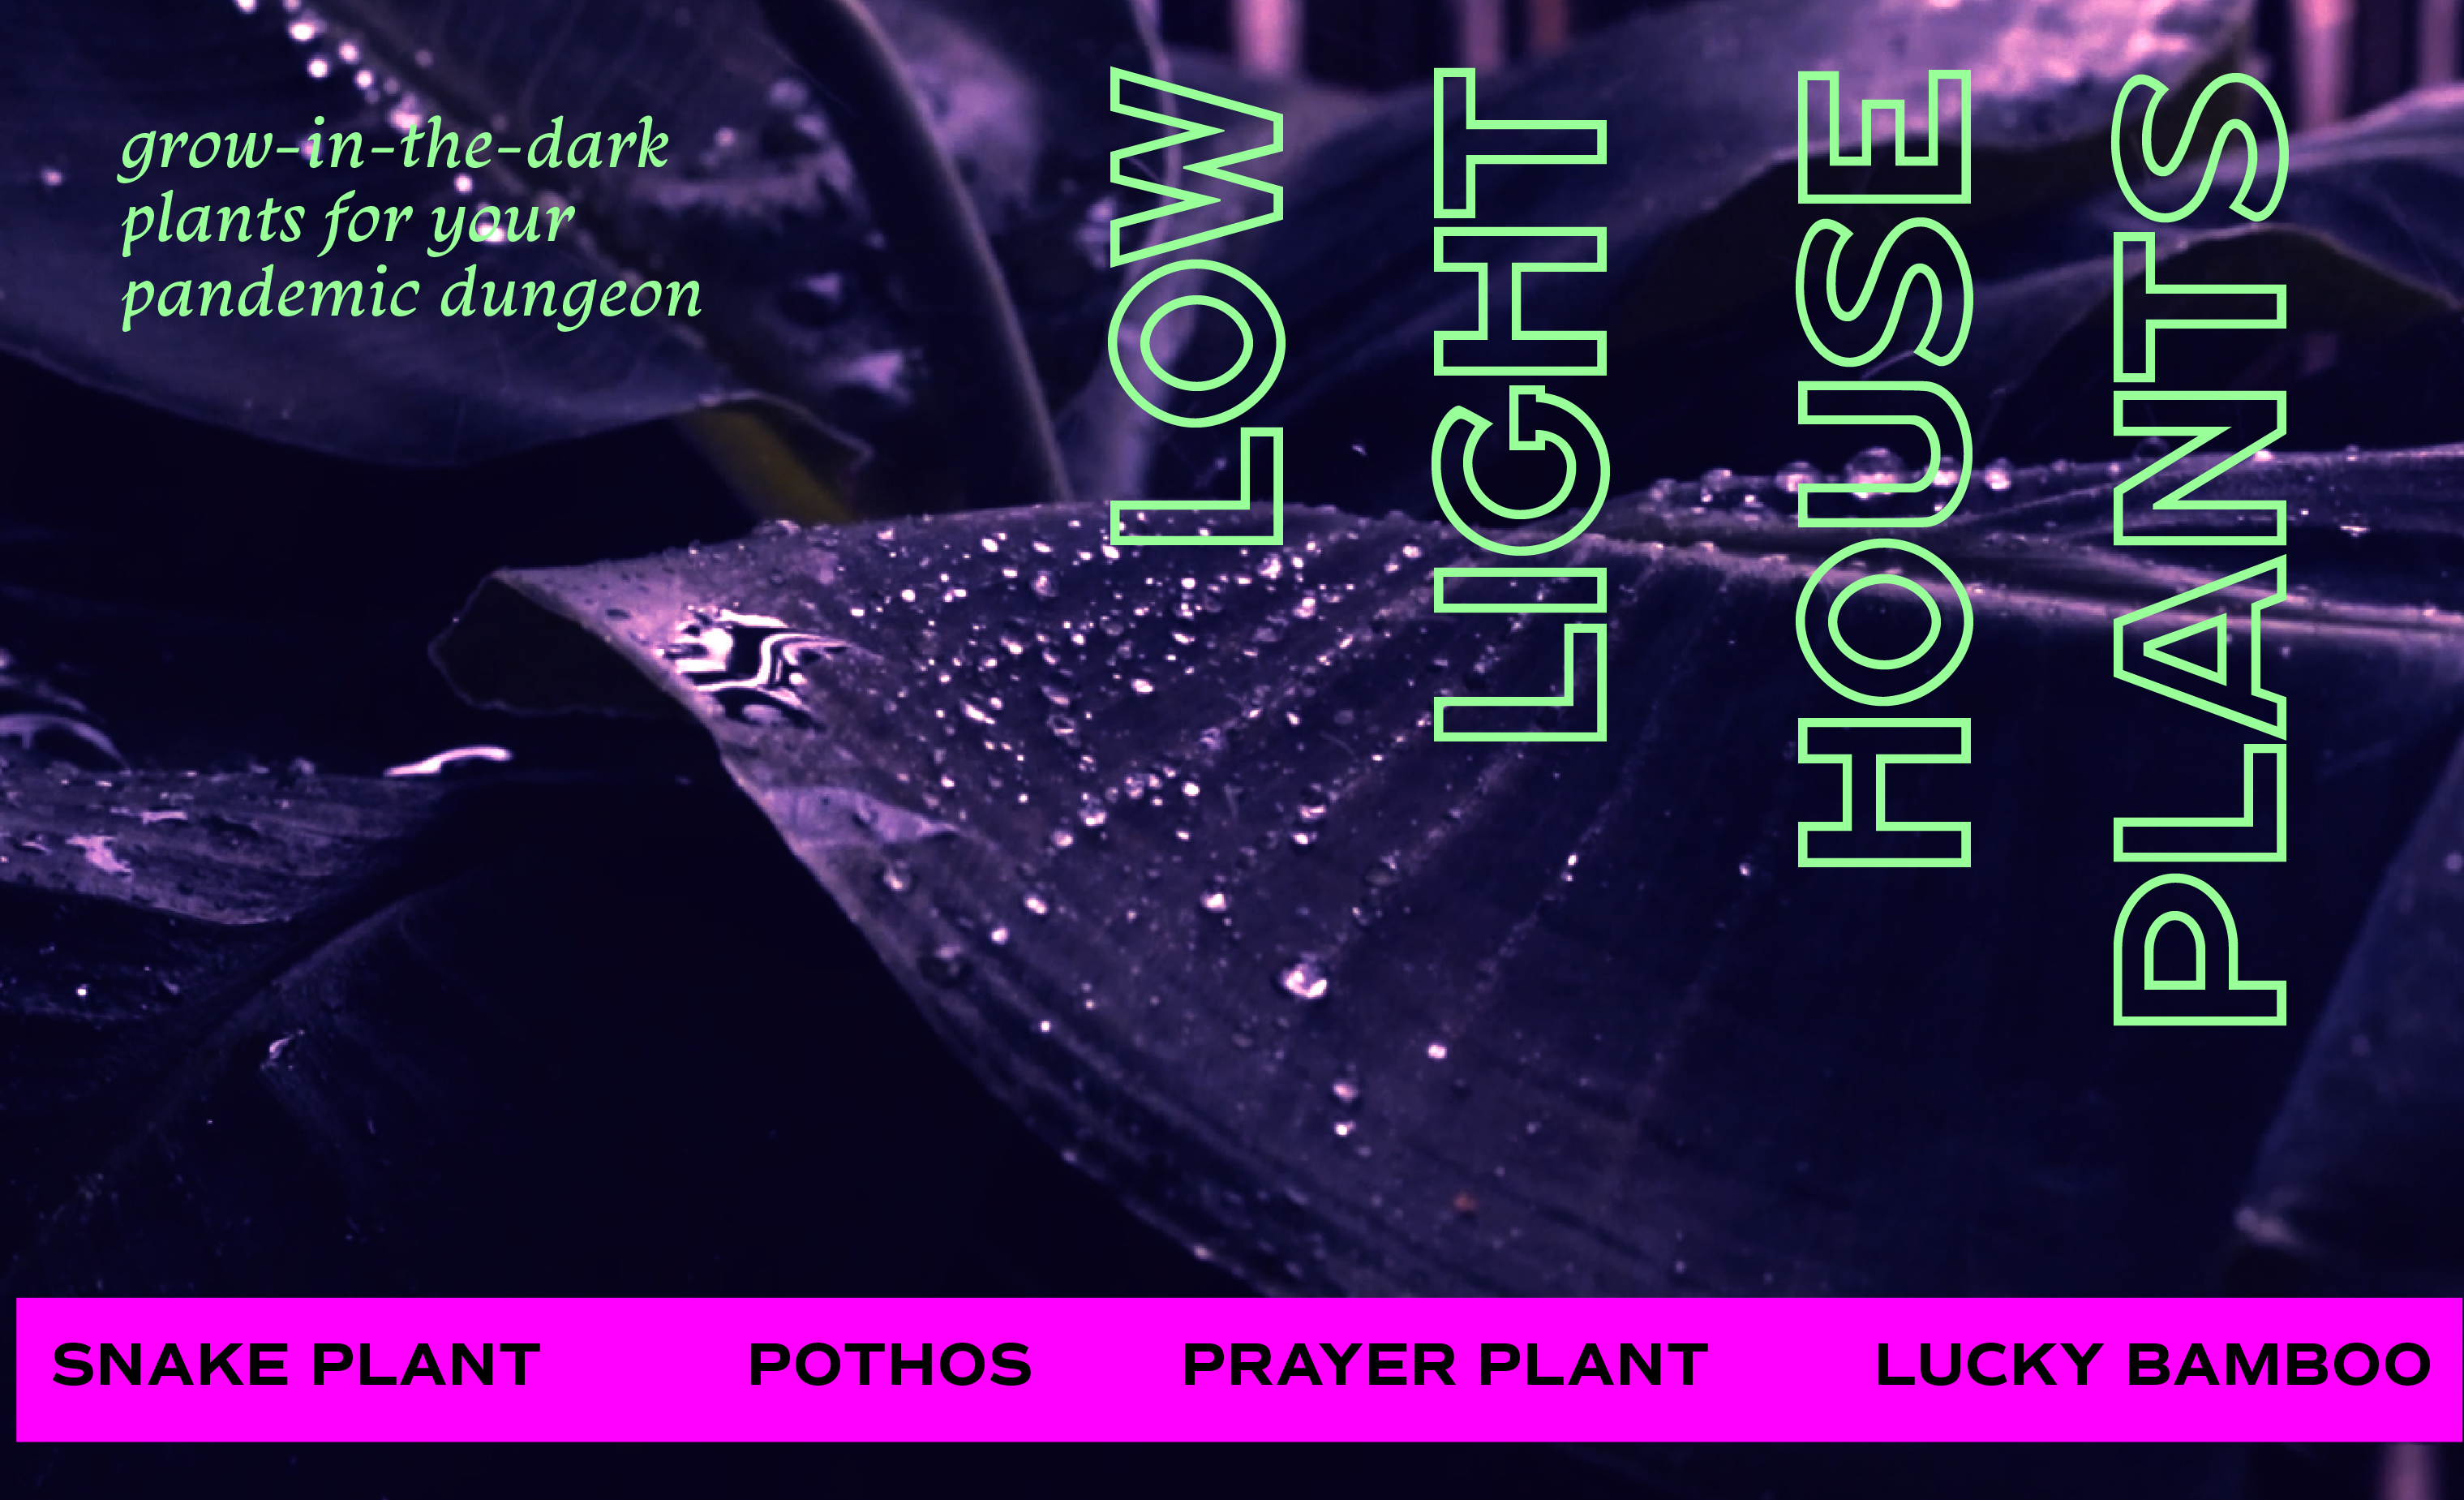 grow-in-the-dark
plants for your
pandemic dungeon
LOW
LIGHT
HOUSE
PLANTS
SNAKE PLANT POTHOS PRAYER PLANT LUCKY BAMBOO